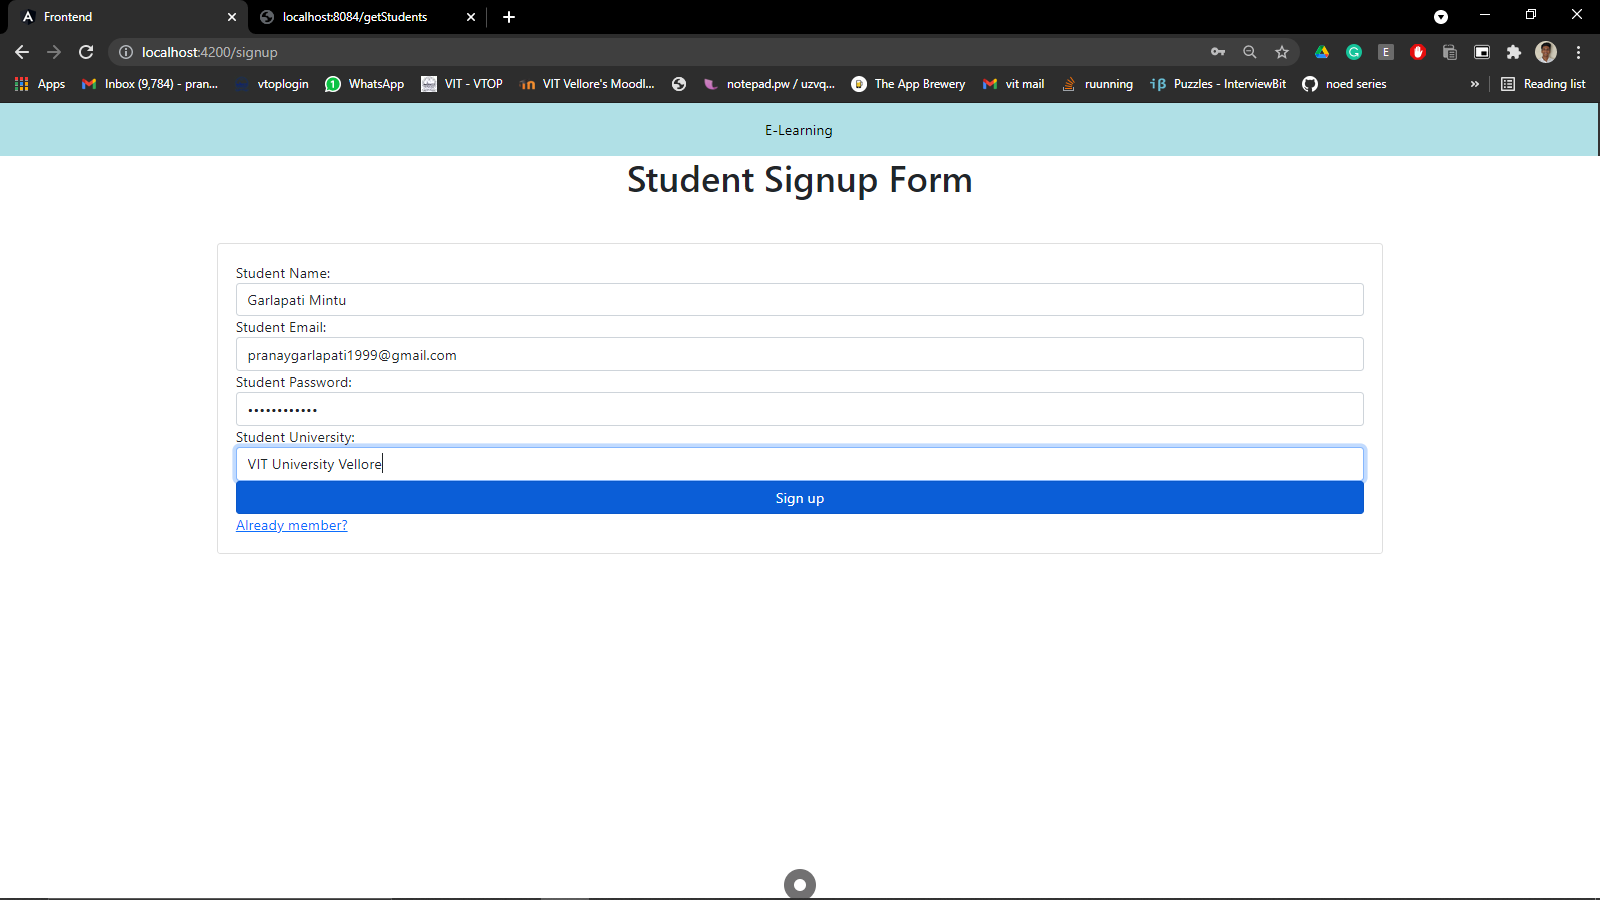 Frontend
localhost:8084/getStudents
localhost:4200/signup
Apps
Inbox (9,784) - pran...
vtoplogin
WhatsApp
VIT - VTOP
VIT Vellore's Moodl...
notepad.pw / uzvq...
The App Brewery
vit mail
ruunning
Puzzles - InterviewBit
noed series
»
Reading list
E-Learning
Student Signup Form
Student Name:
Garlapati Mintu
Student Email:
pranaygarlapati1999@gmail.com
Student Password:
••••••••••••
Student University:
VIT University Vellore
Sign up
Already member?